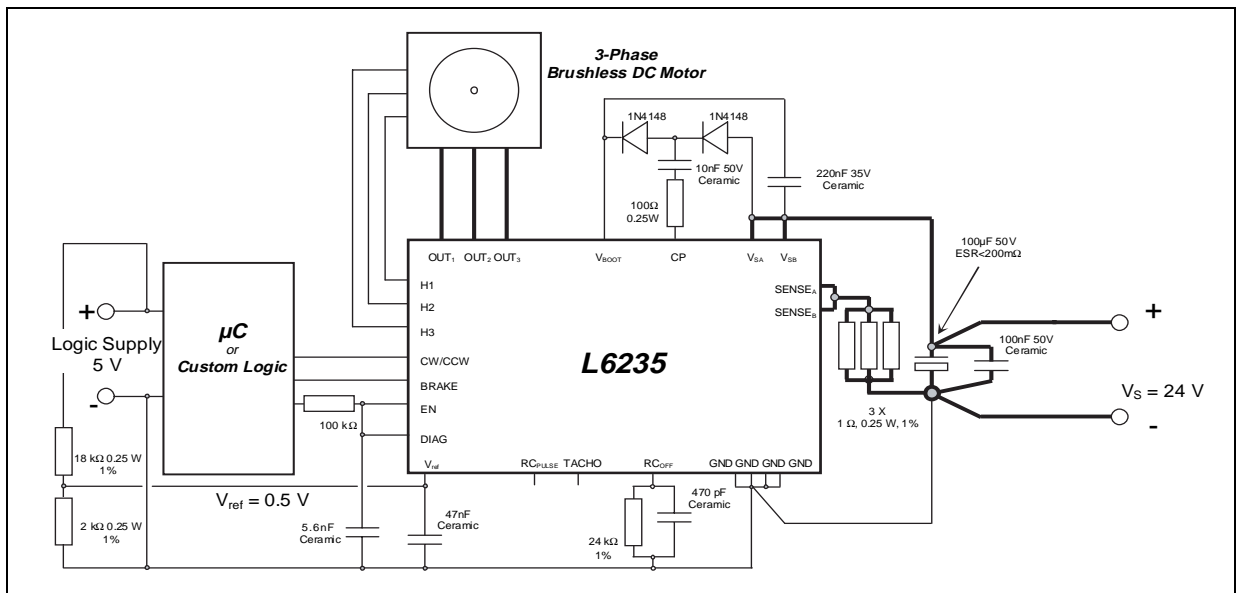 3-Phase
Brushless DC Motor
1N4148
1N4148
10nF 50V
Ceramic
220nF 35V
Ceramic
100Ω
0.25W
100µF 50V
ESR<200mΩ
OUT1 OUT2 OUT3
VBOOT
CP
VSA
VSB
H1
H2
H3
CW/CCW
BRAKE
EN
DIAG
Vref
SENSEA
SENSEB
L6235
+
Logic Supply
5 V
-
µC
or
Custom Logic
100 kΩ
+
100nF 50V
Ceramic
VS = 24 V
-
3 X
1 Ω, 0.25 W, 1%
18 kΩ 0.25 W
1%
Vref = 0.5 V
RCPULSE
TACHO
RCOFF
GND GND GND GND
2 kΩ 0.25 W
1%
5.6nF
Ceramic
47nF
Ceramic
24 kΩ
1%
470 pF
Ceramic